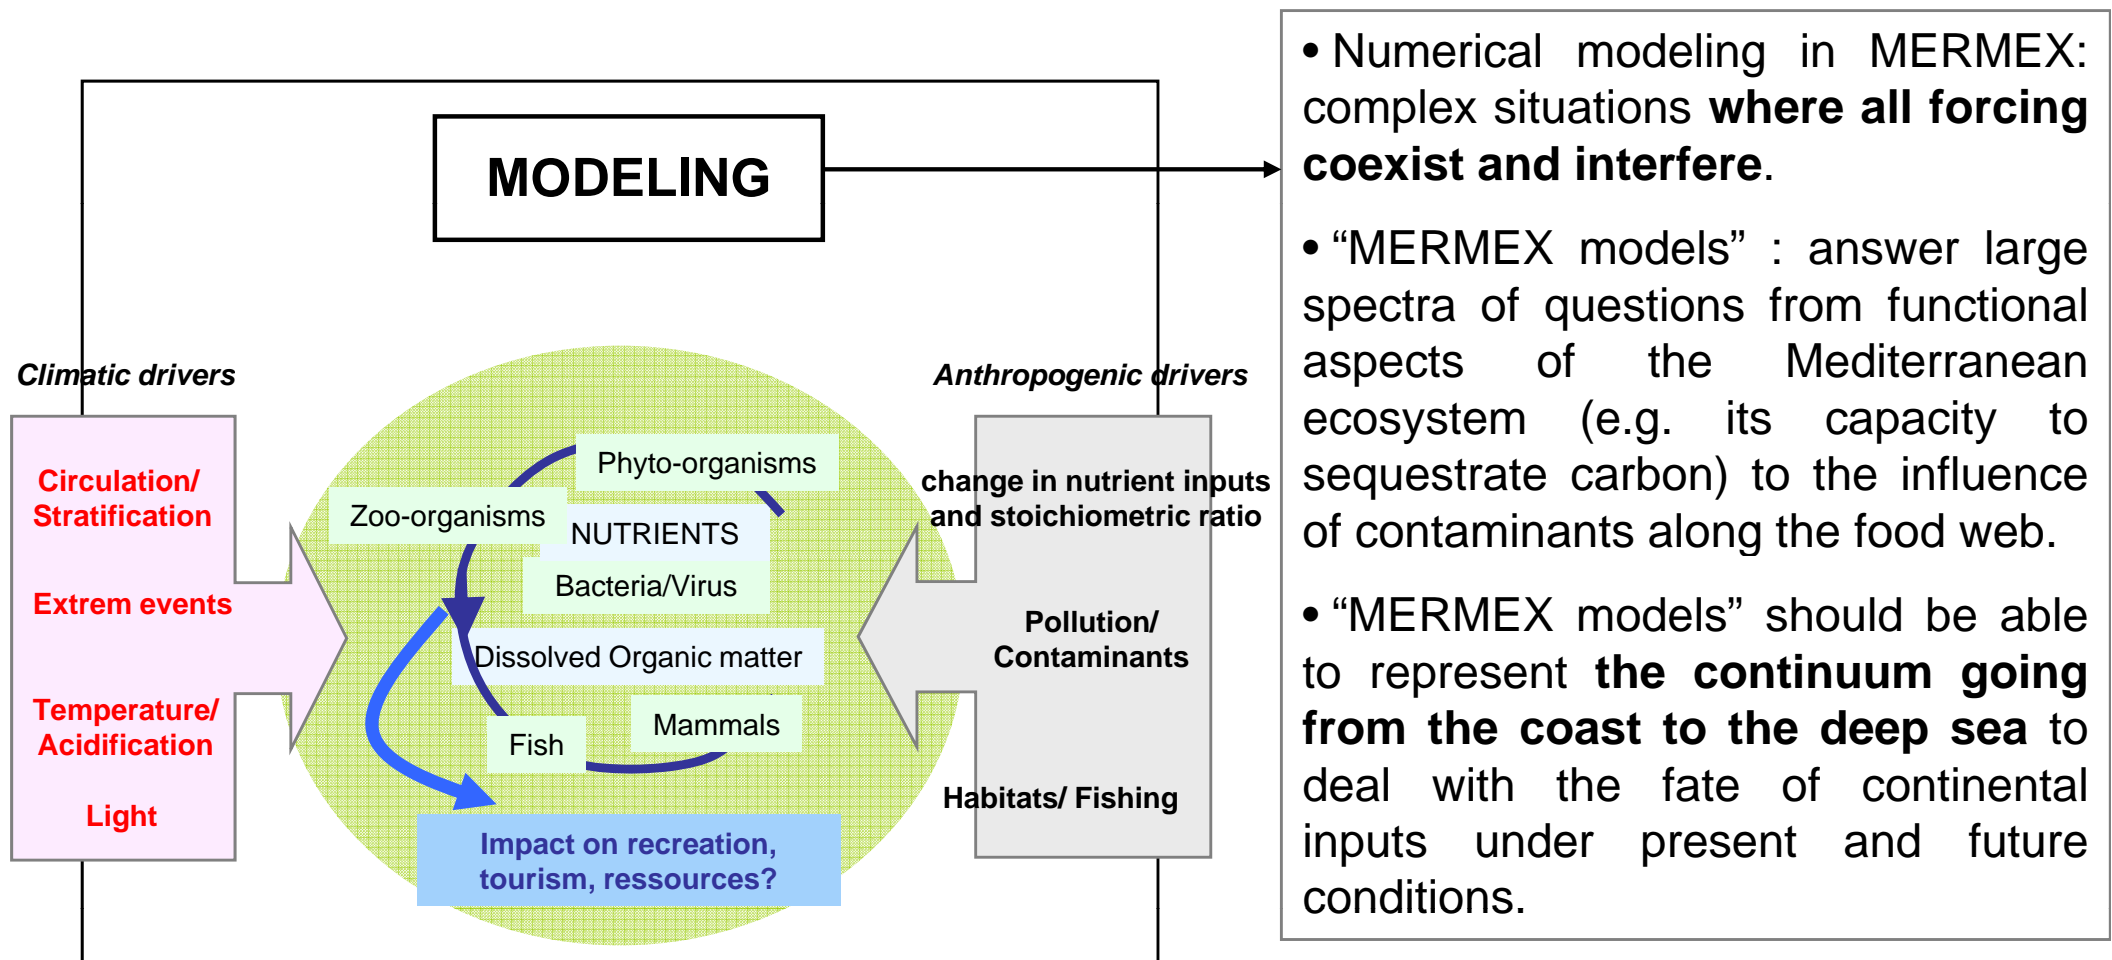 MODELING
Climatic drivers
Circulation/
Stratification
Extrem events
Temperature/
Acidification
Light
Phyto-organisms
Zoo-organisms
NUTRIENTS
Bacteria/Virus
Dissolved Organic matter
Mammals
Fish
Impact on recreation,
tourism, ressources?
Anthropogenic drivers
change in nutrient inputs
and stoichiometric ratio
Pollution/
Contaminants
Habitats/ Fishing
• Numerical modeling in MERMEX:
complex situations where all forcing
coexist and interfere.
• “MERMEX models” : answer large
spectra of questions from functional
aspects of the Mediterranean
ecosystem (e.g. its capacity to
sequestrate carbon) to the influence
of contaminants along the food web.
• “MERMEX models” should be able
to represent the continuum going
from the coast to the deep sea to
deal with the fate of continental
inputs under present and future
conditions.